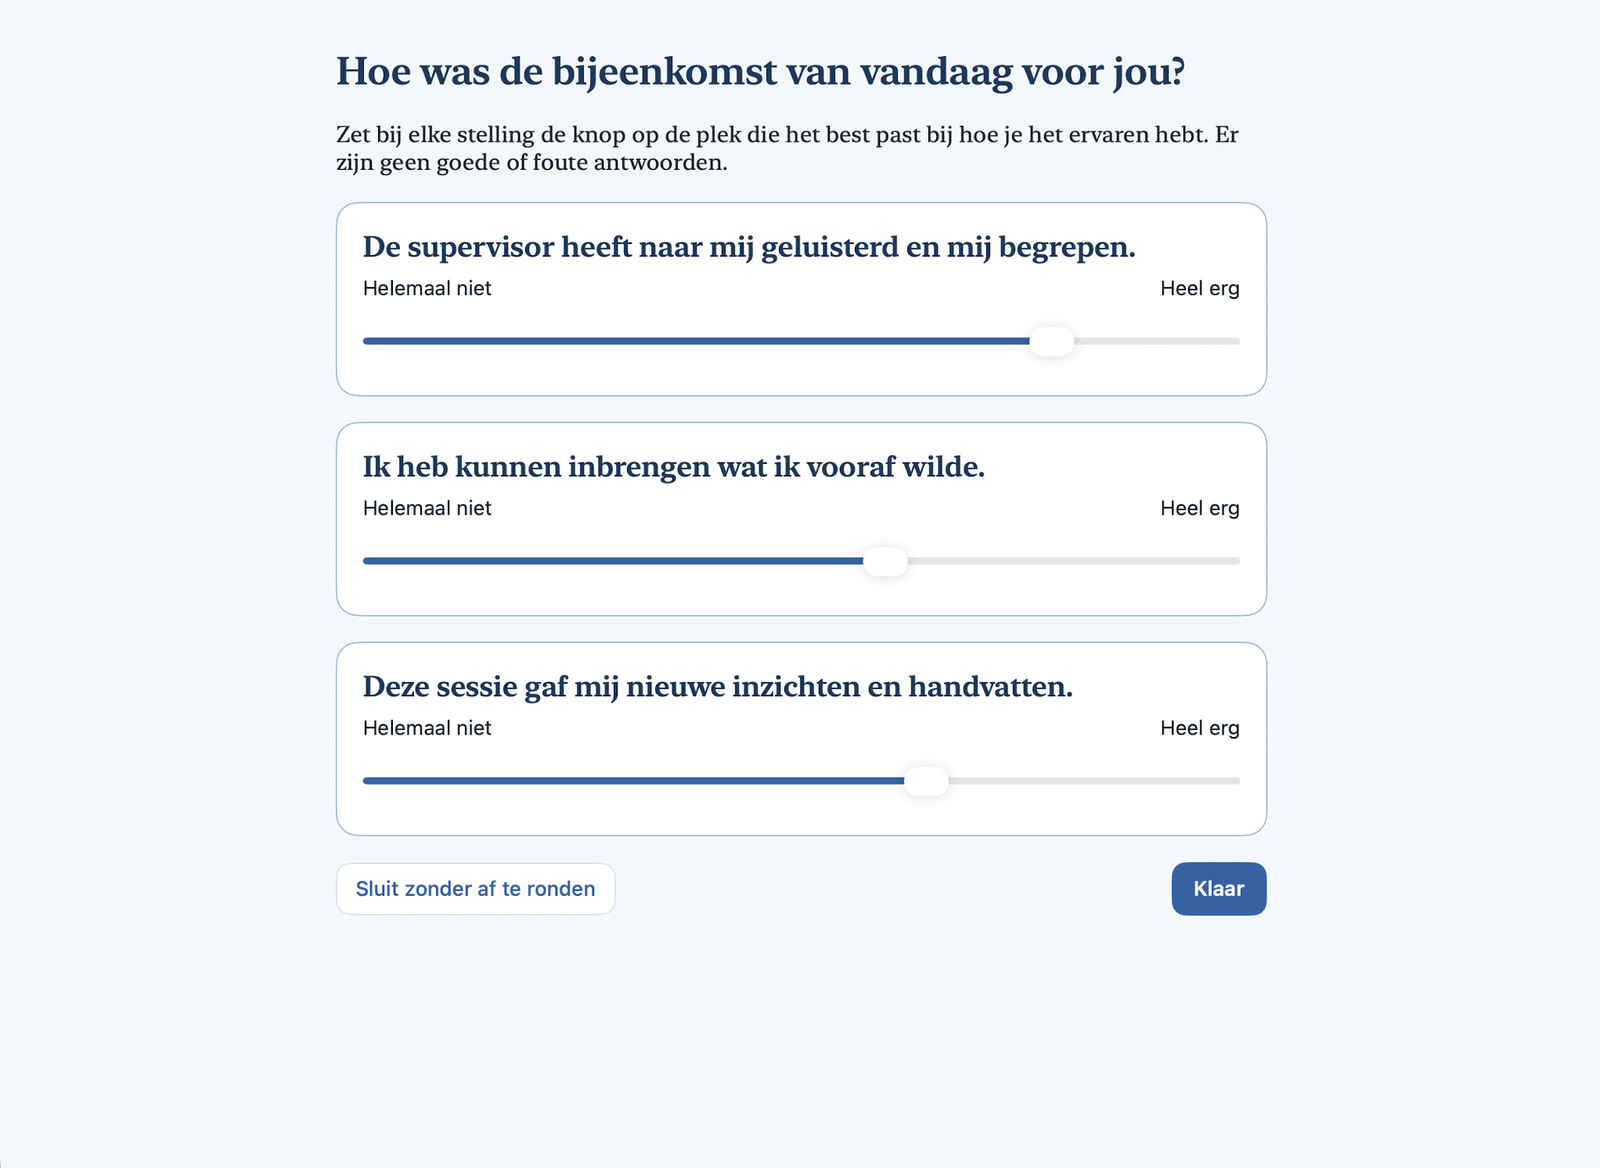 Hoe was de bijeenkomst van vandaag voor jou?
Zet bij elke stelling de knop op de plek die het best past bij hoe je het ervaren hebt. Er
zijn geen goede of foute antwoorden.
De supervisor heeft naar mij geluisterd en mij begrepen.
Helemaal niet
Heel erg
Ik heb kunnen inbrengen wat ik vooraf wilde.
Helemaal niet
Heel erg
Deze sessie gaf mij nieuwe inzichten en handvatten.
Helemaal niet
Heel erg
Sluit zonder af te ronden
Klaar